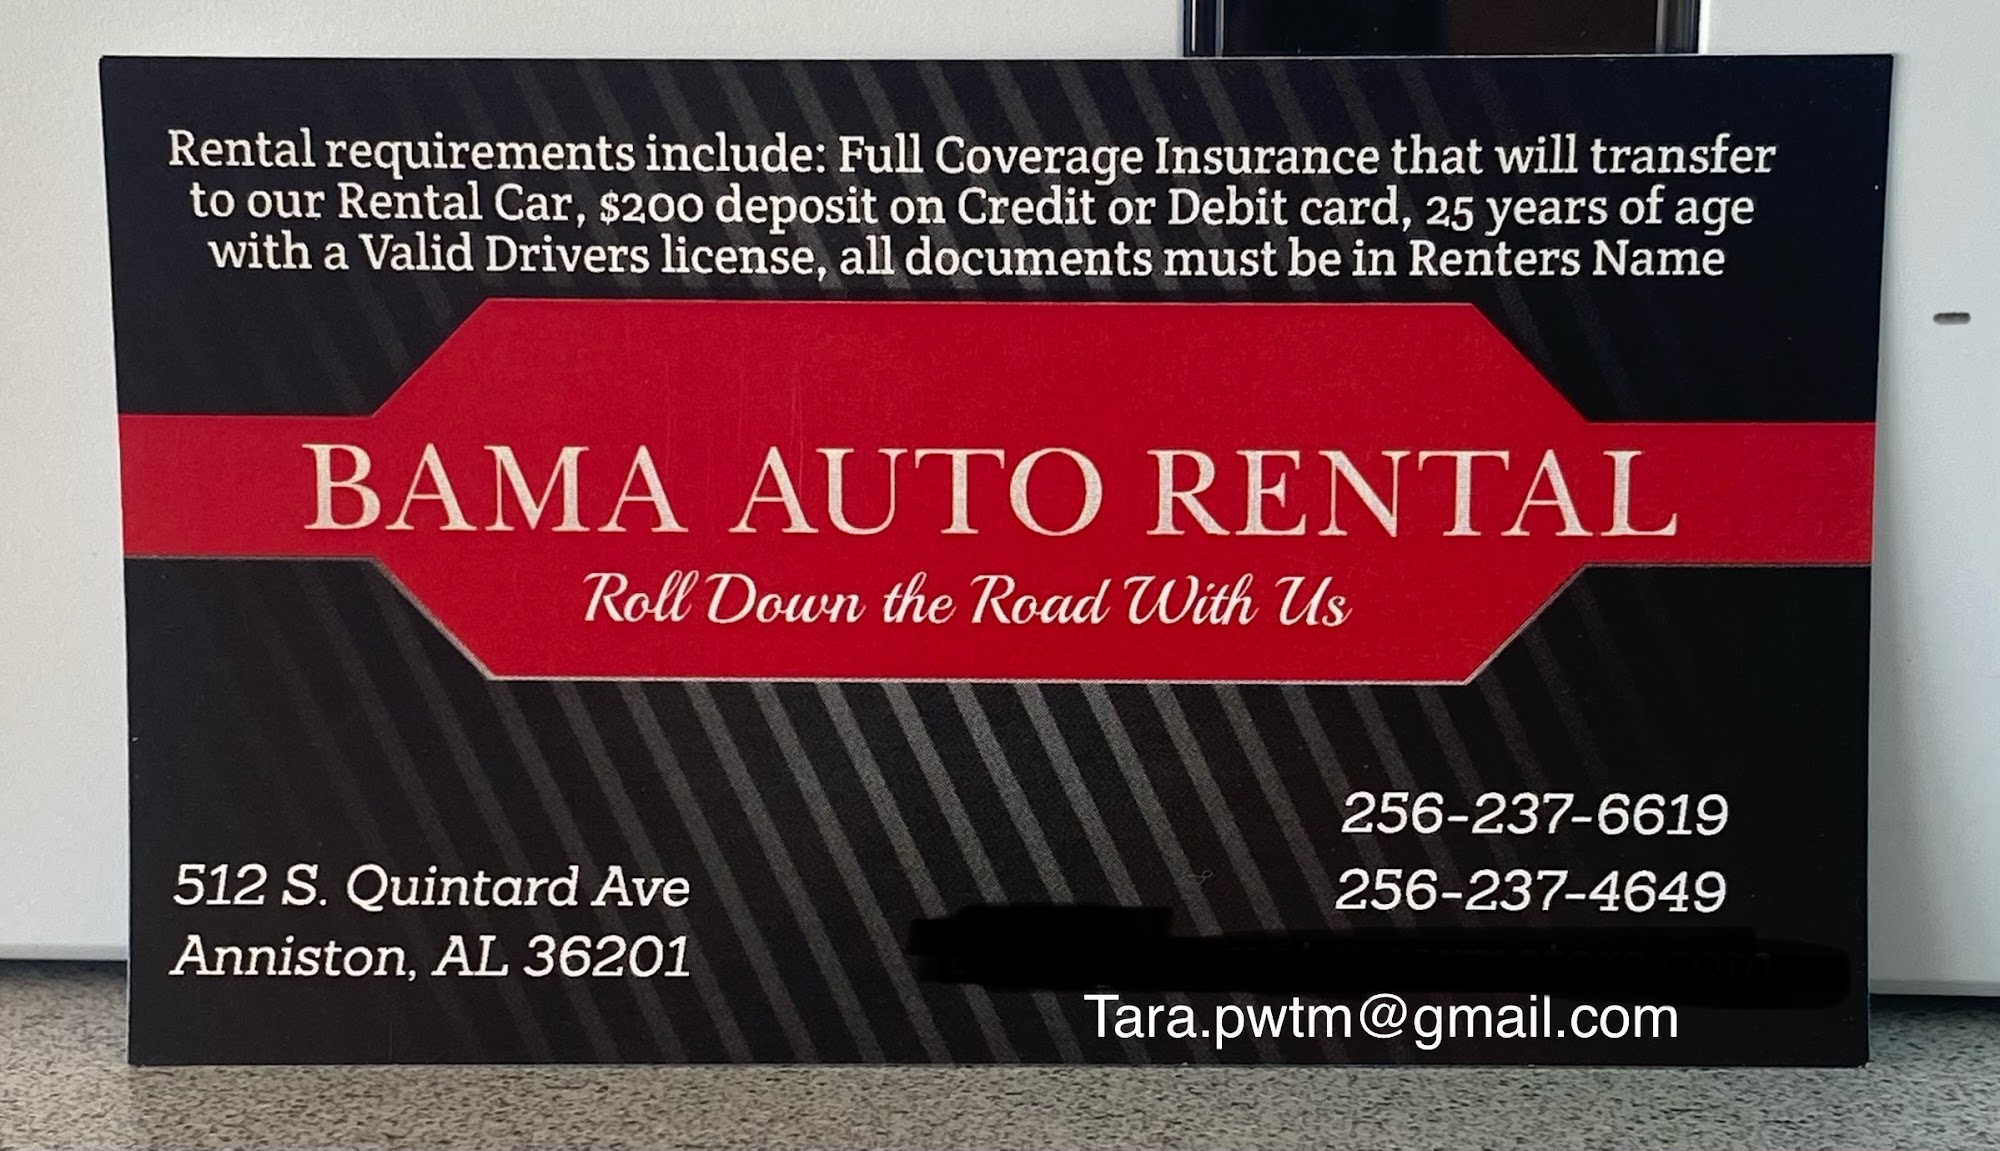 Rental requirements include: Full Coverage Insurance that will transfer
to our Rental Car, $200 deposit on Credit or Debit card, 25 years of age
with a Valid Drivers license, all documents must be in Renters Name
BAMA AUTO RENTAL
Roll Down the Road With Us
512 S. Quintard Ave
Anniston, AL 36201
256-237-6619
256-237-4649
Tara.pwtm@gmail.com